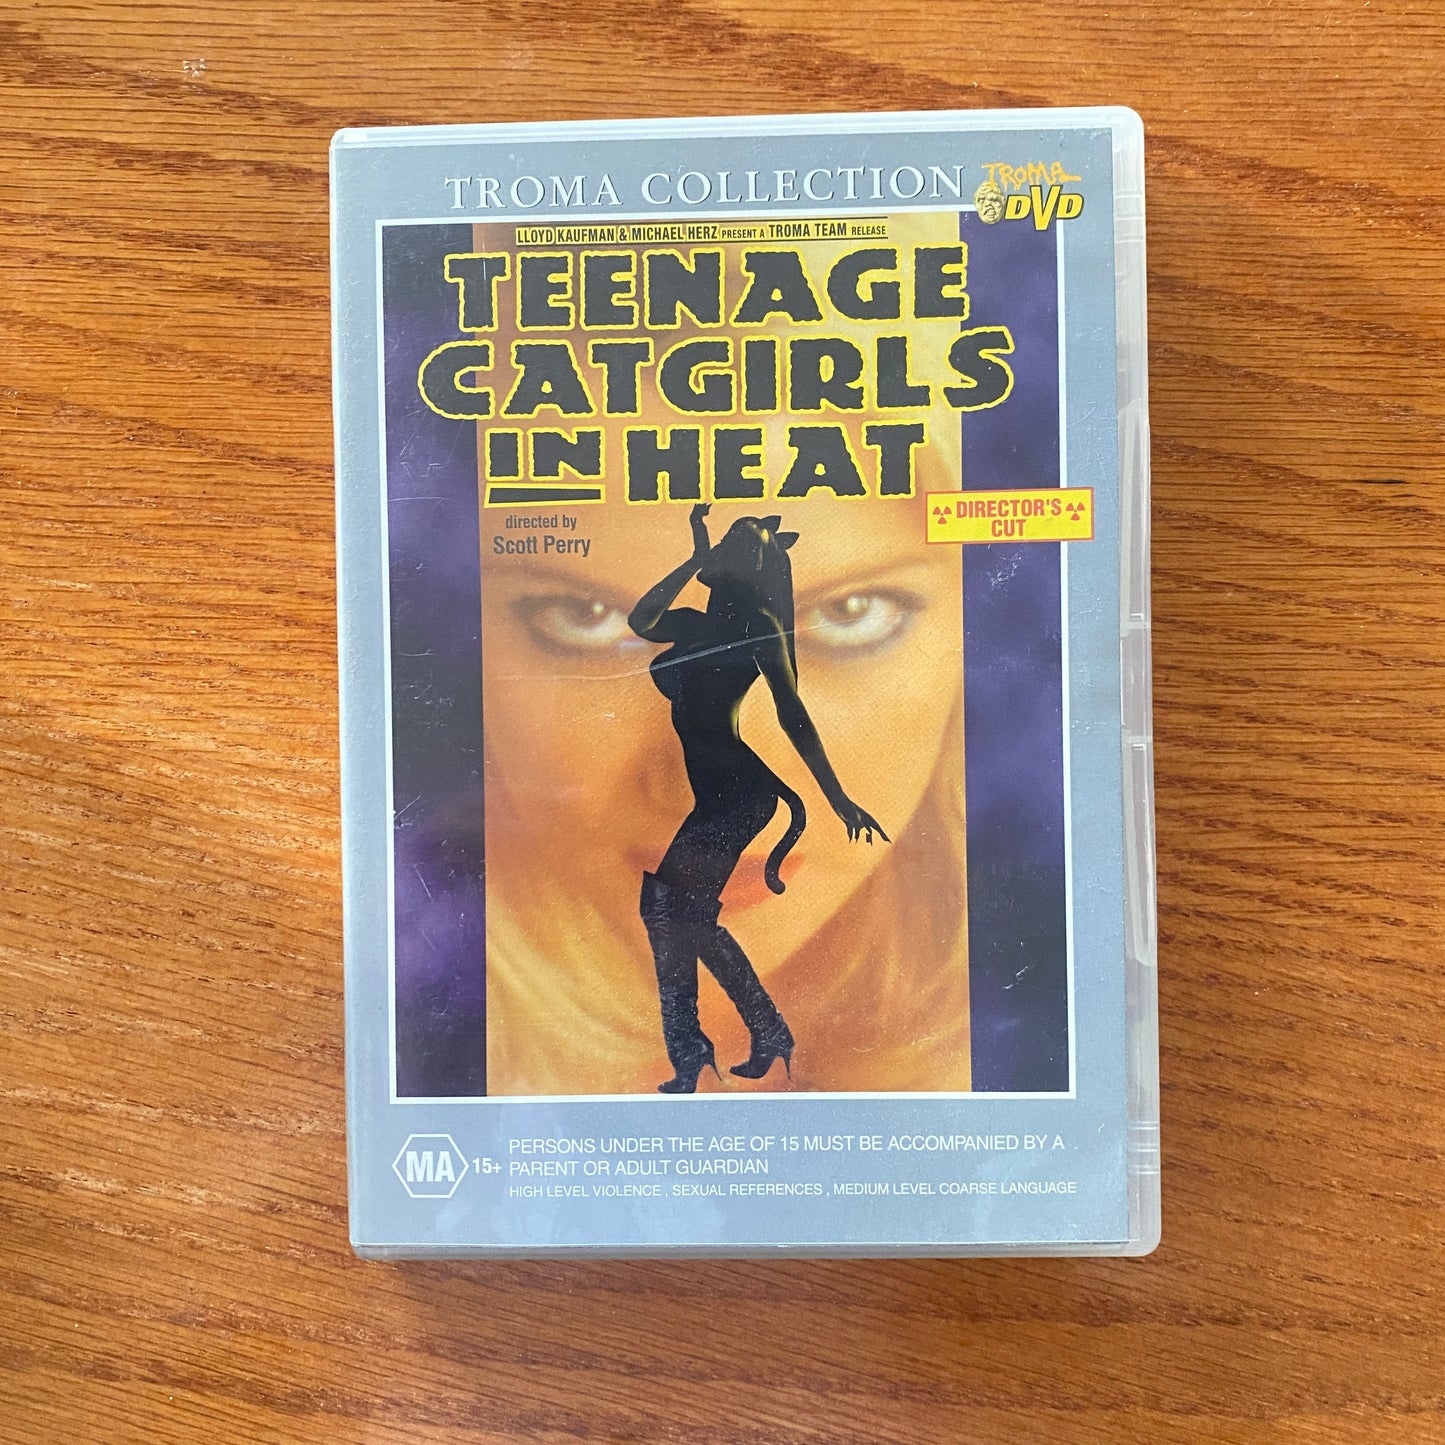 TROMA COLLECTION
TROMA
DVD
LLOYD KAUFMAN & MICHAEL HERZ PRESENT A TROMA TEAM RELEASE
TEENAGE
CATGIRLS
IN HEAT
DIRECTOR'S
CUT
directed by
Scott Perry
MA 15+
PERSONS UNDER THE AGE OF 15 MUST BE ACCOMPANIED BY A
PARENT OR ADULT GUARDIAN
HIGH LEVEL VIOLENCE , SEXUAL REFERENCES , MEDIUM LEVEL COARSE LANGUAGE